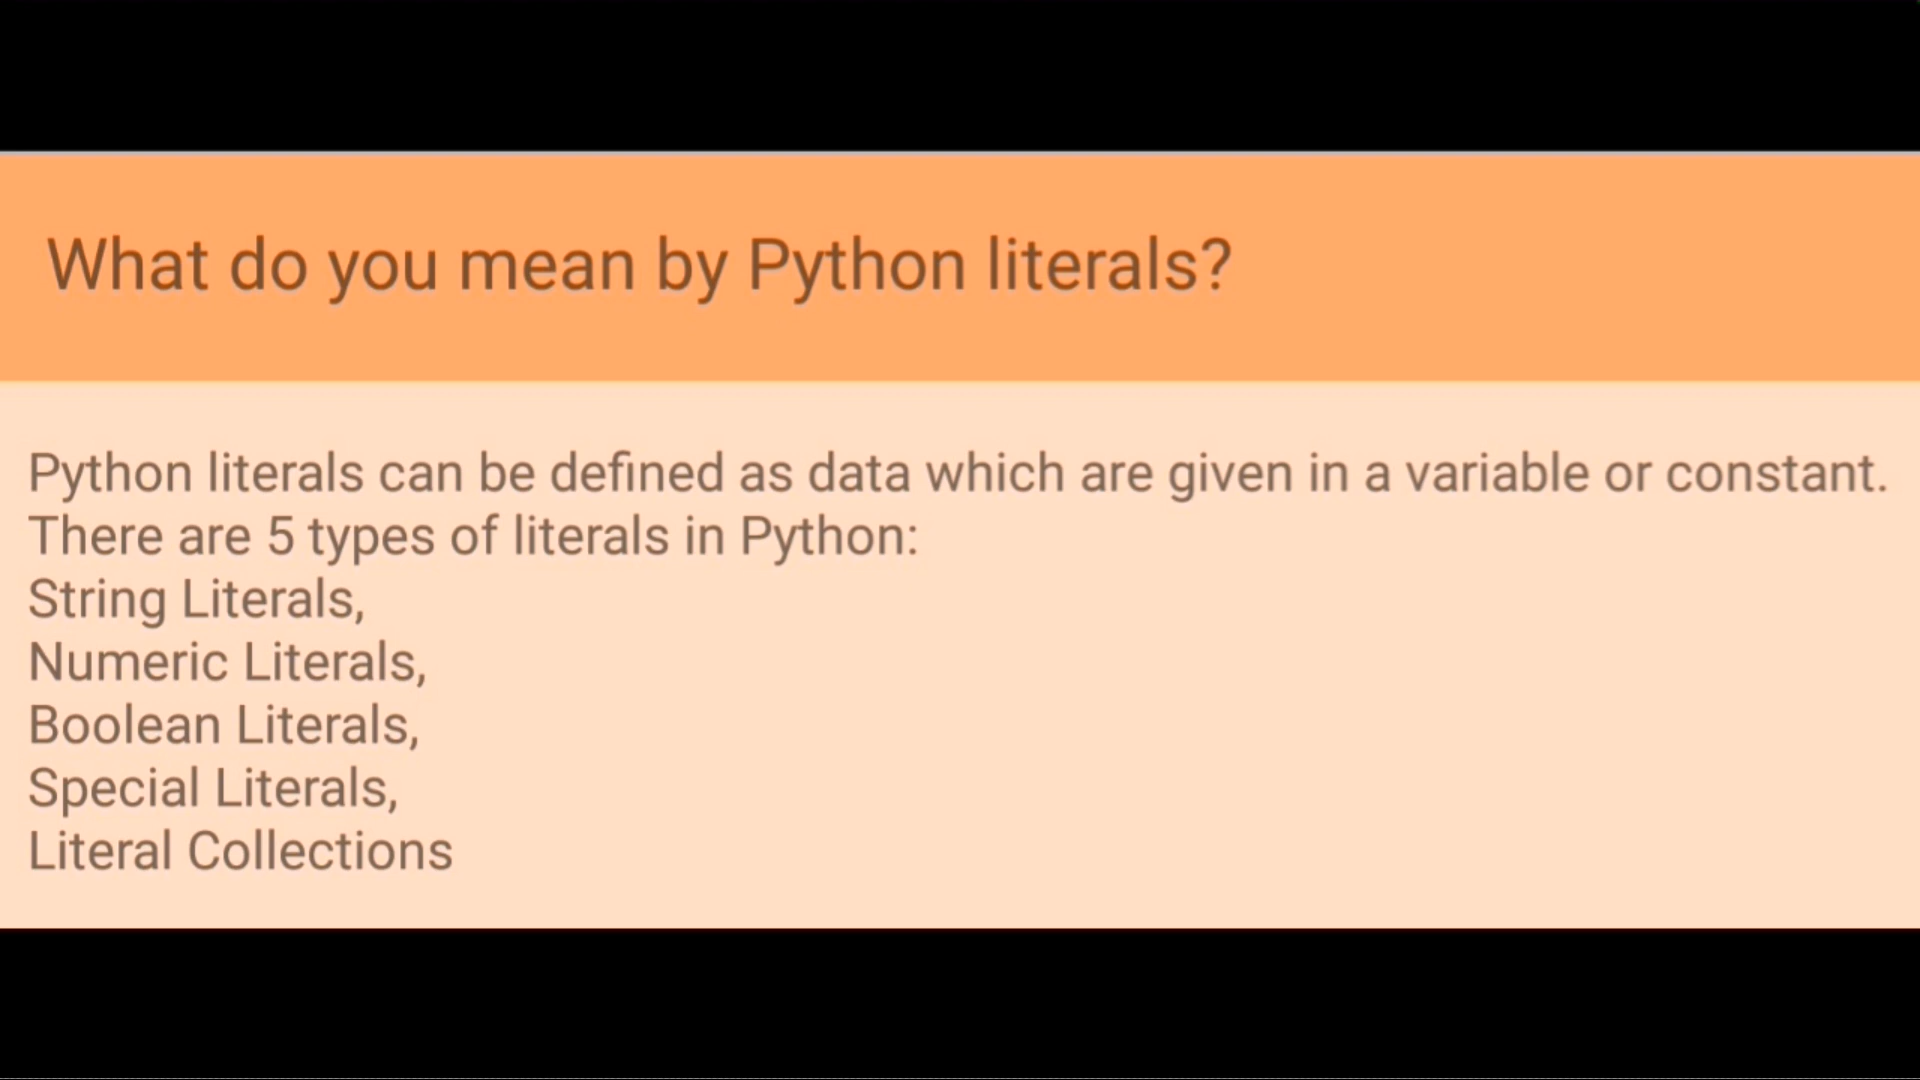 What do you mean by Python literals?
Python literals can be defined as data which are given in a variable or constant.
There are 5 types of literals in Python:
String Literals,
Numeric Literals,
Boolean Literals,
Special Literals,
Literal Collections